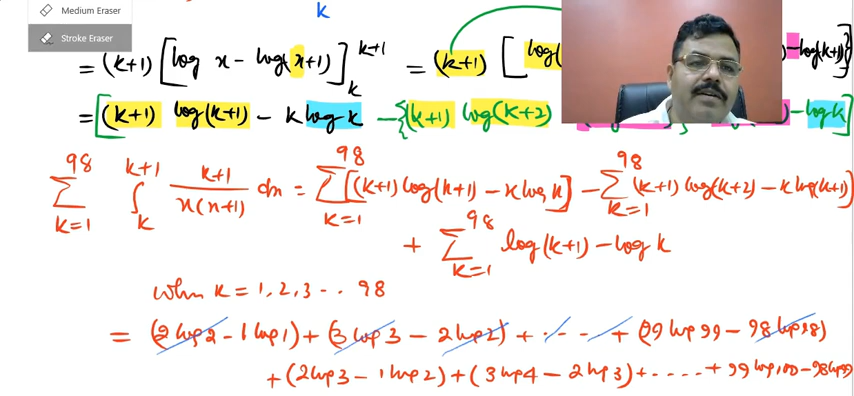 Medium Eraser
k
Stroke Eraser
= (k+1) [log x - log(x+1)]_k^{k+1} = (k+1) [log( - log(k+1)}
= [(k+1) log(k+1) - k log k - {(k+1) log(k+2) - log k]
∑_{k=1}^{98} ∫_k^{k+1} (k+1)/(x(x+1)) dx = ∑_{k=1}^{98} [(k+1) log(k+1) - k log k] - ∑_{k=1}^{98} (k+1) log(k+2) - k log(k+1)}
+ ∑_{k=1}^{98} log(k+1) - log k
when k = 1, 2, 3 ... 98
= (2 log 2 - 1 log 1) + (3 log 3 - 2 log 2) + ... + (99 log 99 - 98 log 98)
+ (2 log 3 - 1 log 2) + (3 log 4 - 2 log 3) + .... + 99 log 100 - 98 log 99